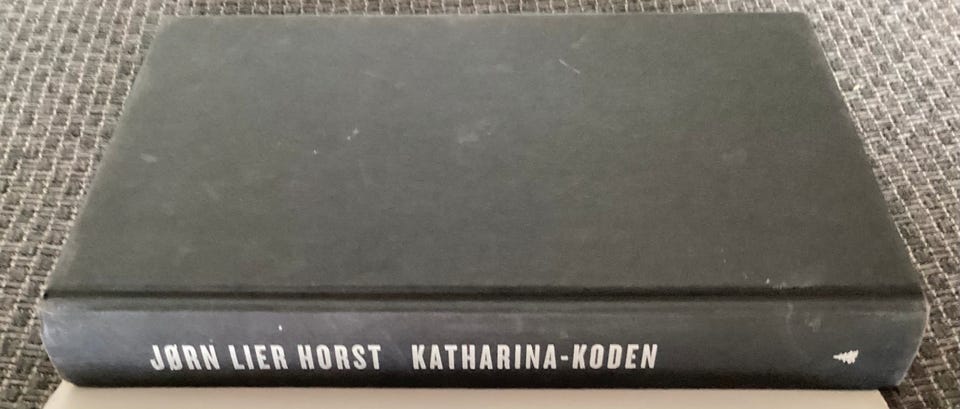 JØRN LIER HORST KATHARINA-KODEN